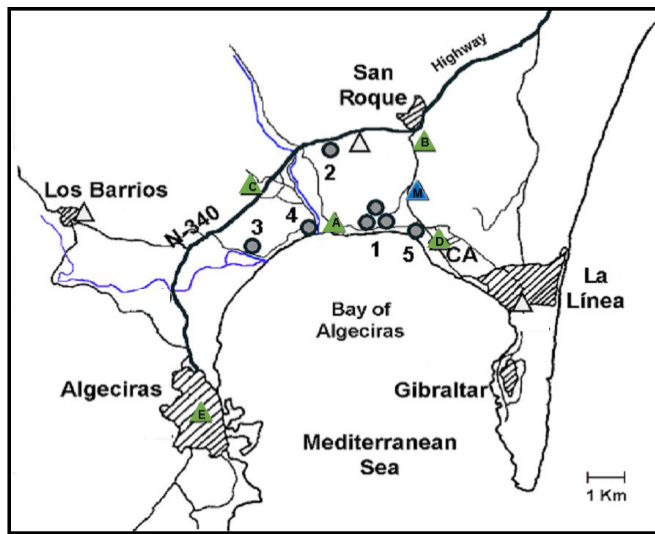 San
Roque
Highway
B
2
C
M
Los Barrios
N-340
3
4
A
1
5
D
CA
La
Línea
Bay of
Algeciras
Algeciras
Gibraltar
E
Mediterranean
Sea
1 Km